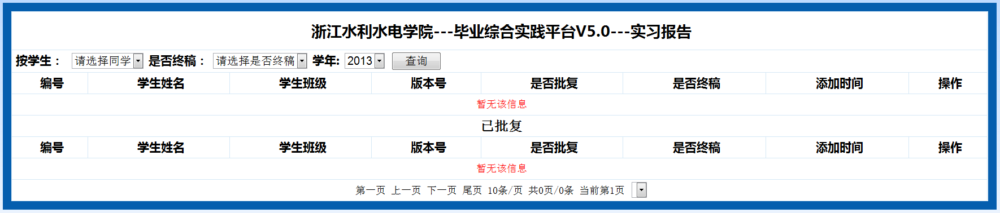 浙江水利水电学院---毕业综合实践平台V5.0---实习报告
按学生： 请选择同学 是否终稿： 请选择是否终稿 学年: 2013 查询
编号 学生姓名 学生班级 版本号 是否批复 是否终稿 添加时间 操作
暂无该信息
已批复
编号 学生姓名 学生班级 版本号 是否批复 是否终稿 添加时间 操作
暂无该信息
第一页 上一页 下一页 尾页 10条/页 共0页/0条 当前第1页